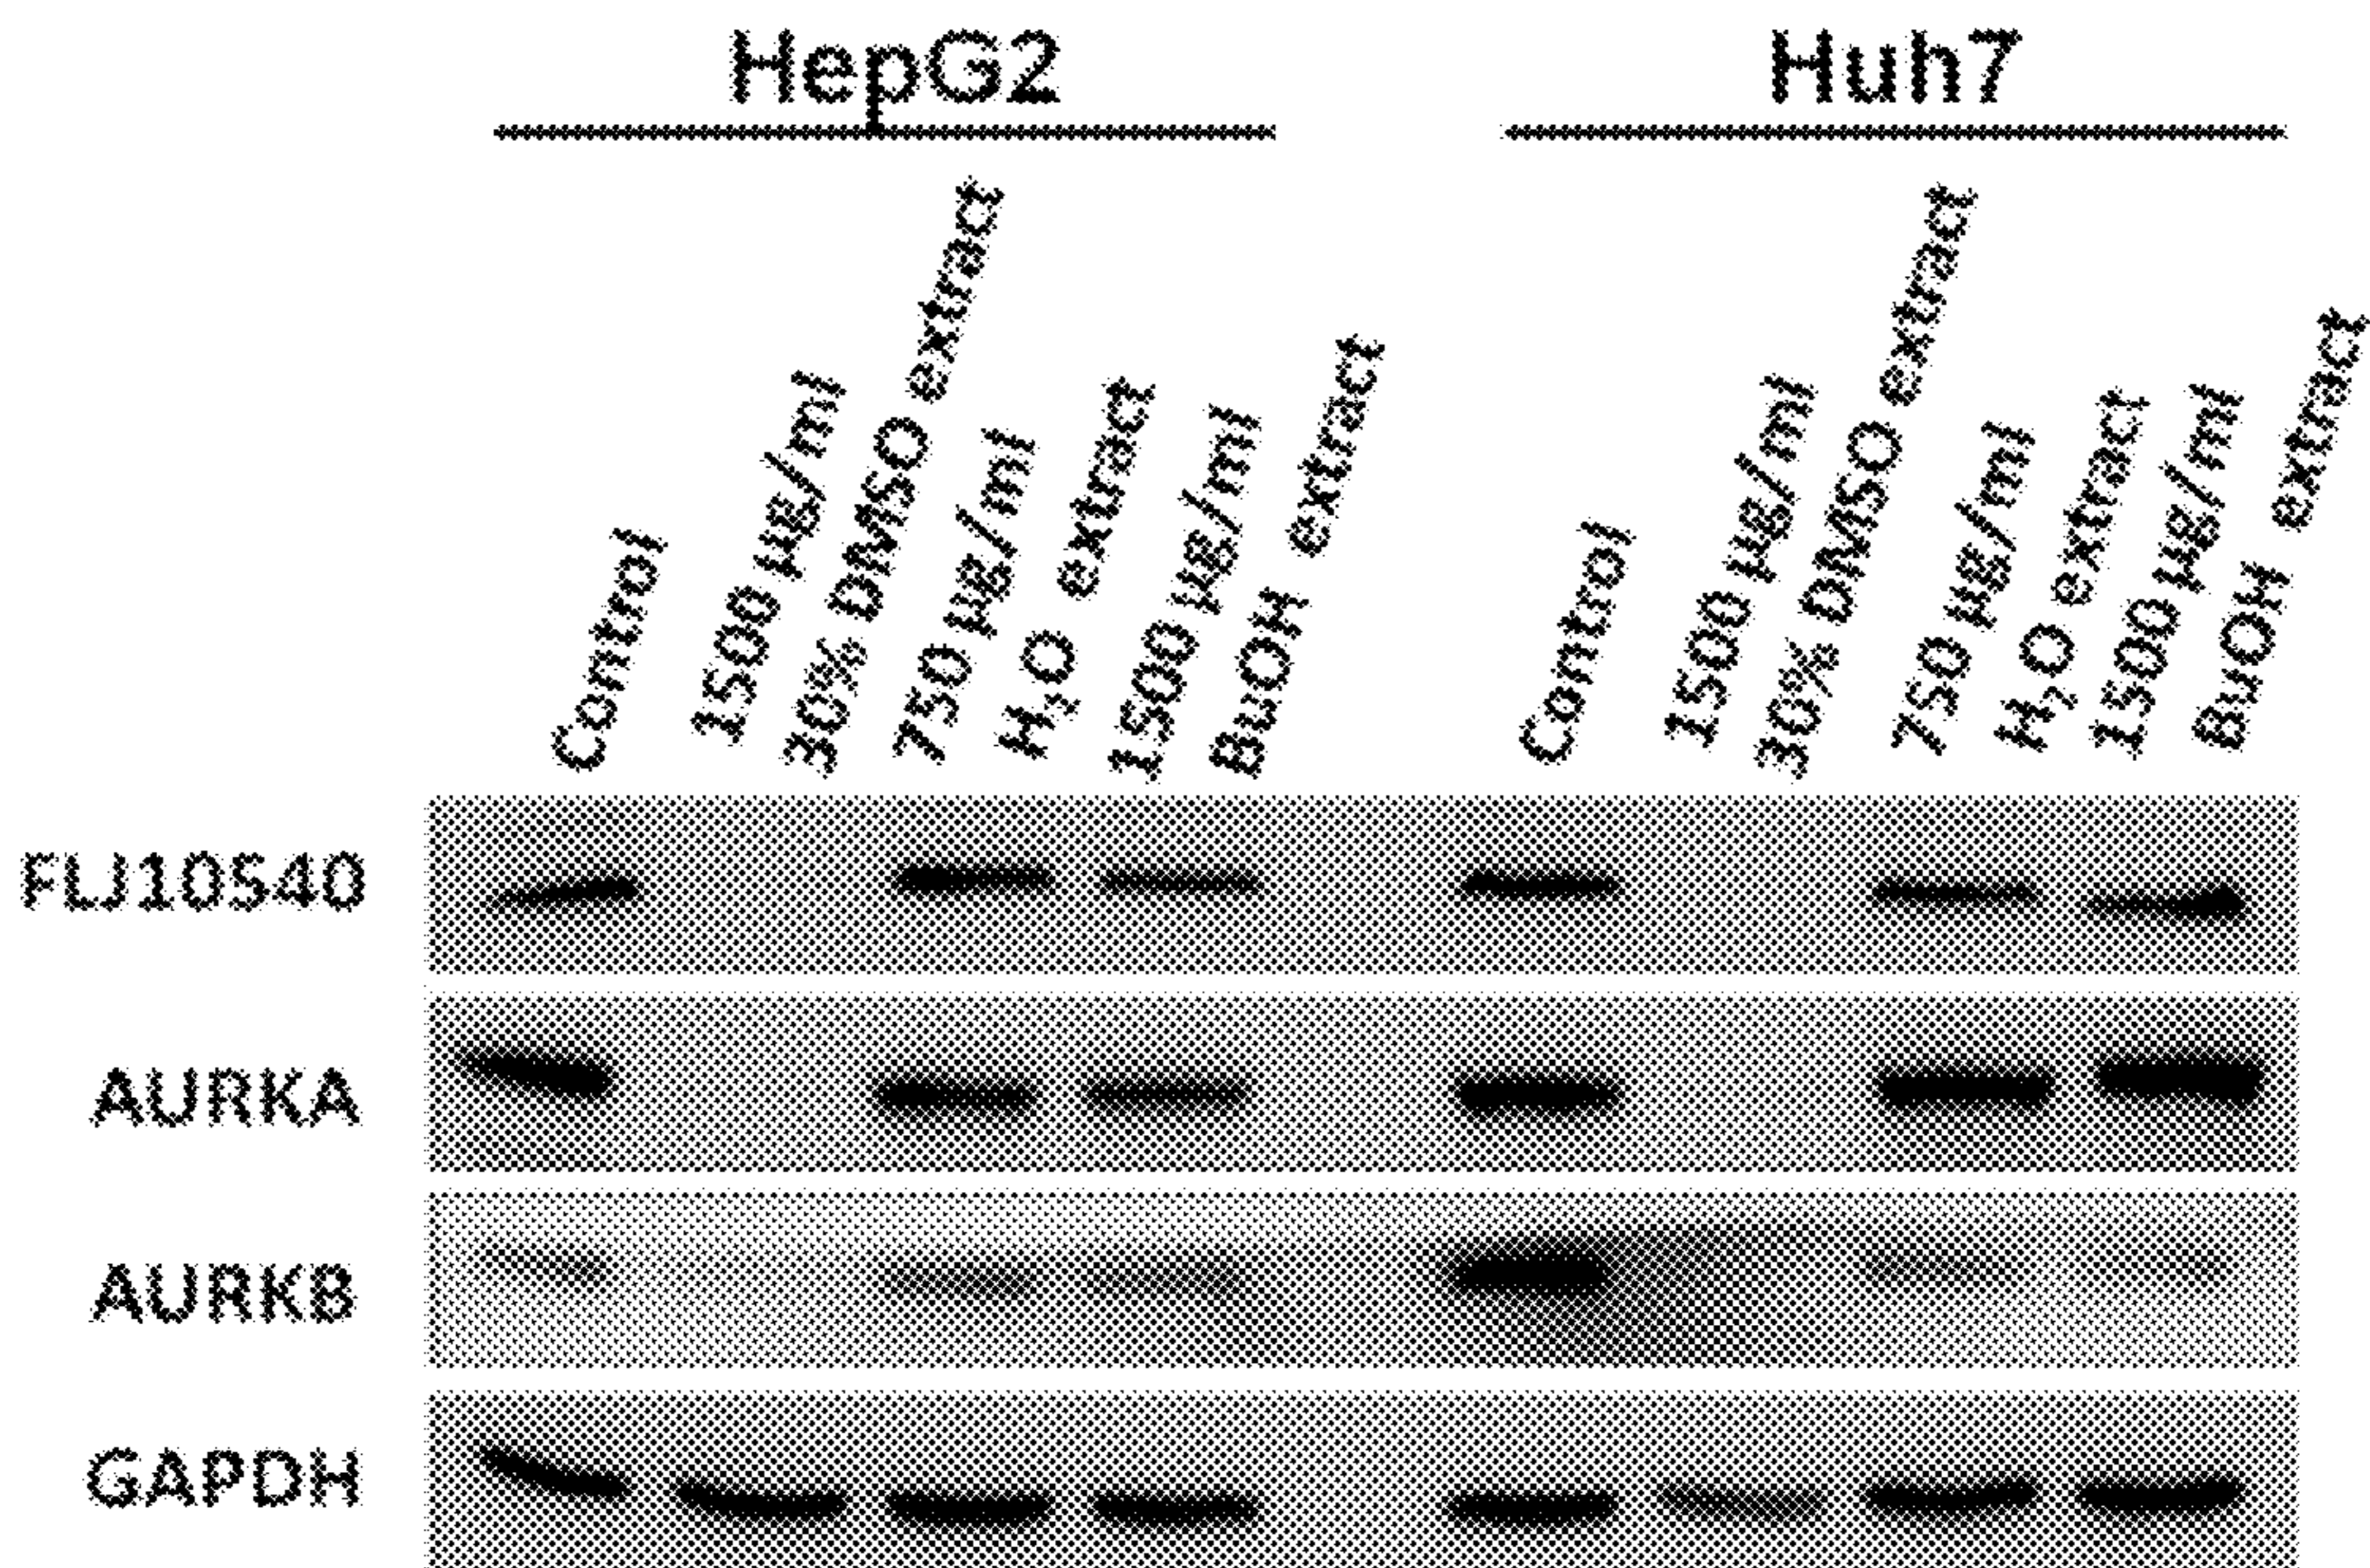 HepG2
Huh7
Control
1500 µg/ml
30% DMSO extract
750 µg/ml
H₂O extract
1500 µg/ml
BuOH extract
Control
1500 µg/ml
30% DMSO extract
750 µg/ml
H₂O extract
1500 µg/ml
BuOH extract
FLJ10540
AURKA
AURKB
GAPDH